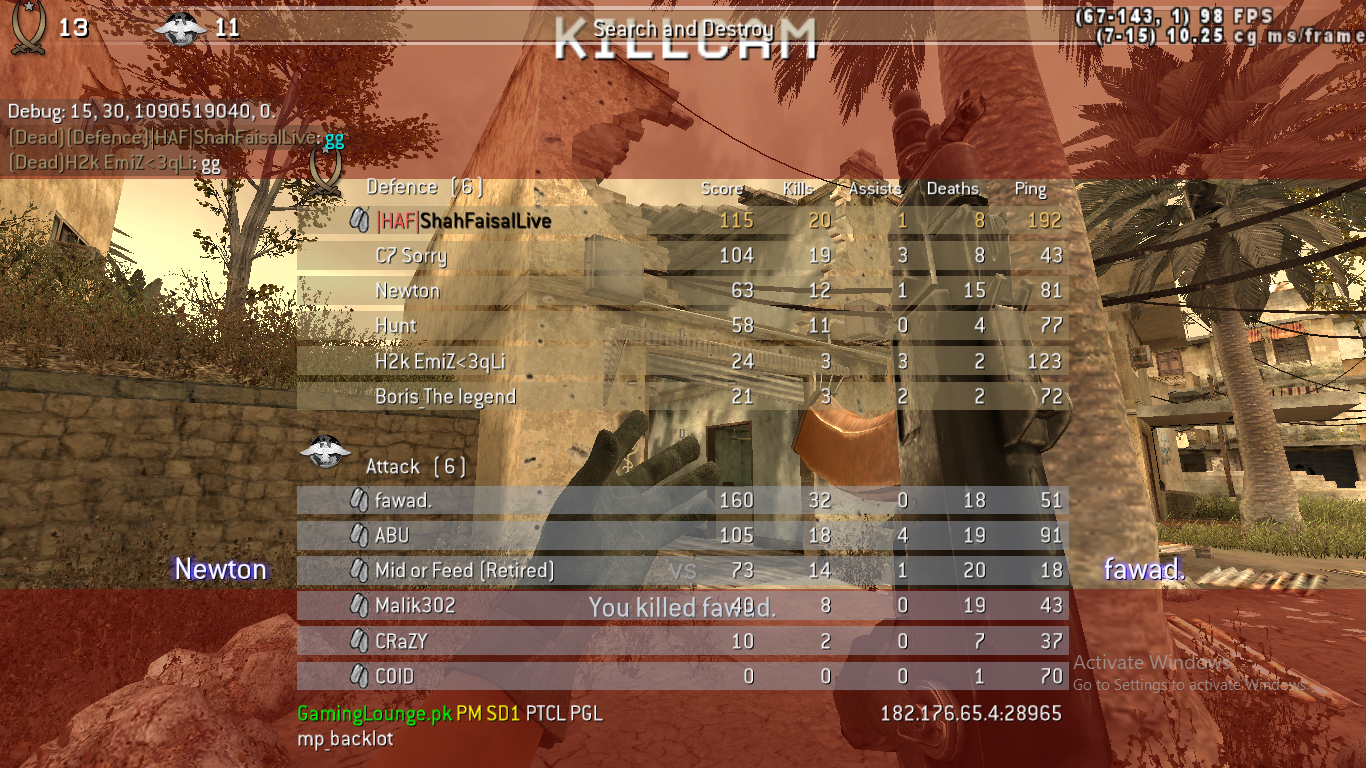 13 11 Search and Destroy (67-143, 1) 98 FPS
KILLCAM
(7-15) 10.25 cg ms/frame
Debug: 15, 30, 1090519040, 0.
(Dead)(Defence)|HAF|ShahFaisalLive: gg
(Dead)H2k EmiZ<3qLi: gg
Defence (6) Score Kills Assists Deaths Ping
|HAF|ShahFaisalLive 115 20 1 8 192
C7 Sorry 104 19 3 8 43
Newton 63 12 1 15 81
Hunt 58 11 0 4 77
H2k EmiZ<3qLi 24 3 3 2 123
Boris_The legend 21 3 2 2 72
Attack (6)
fawad. 160 32 0 18 51
ABU 105 18 4 19 91
Mid or Feed (Retired) 73 14 1 20 18
Newton vs fawad.
Malik302 40 8 0 19 43
You killed fawad.
CRaZY 10 2 0 7 37
COID 0 0 0 1 70
Activate Windows
Go to Settings to activate Windows.
GamingLounge.pk PM SD1 PTCL PGL 182.176.65.4:28965
mp_backlot